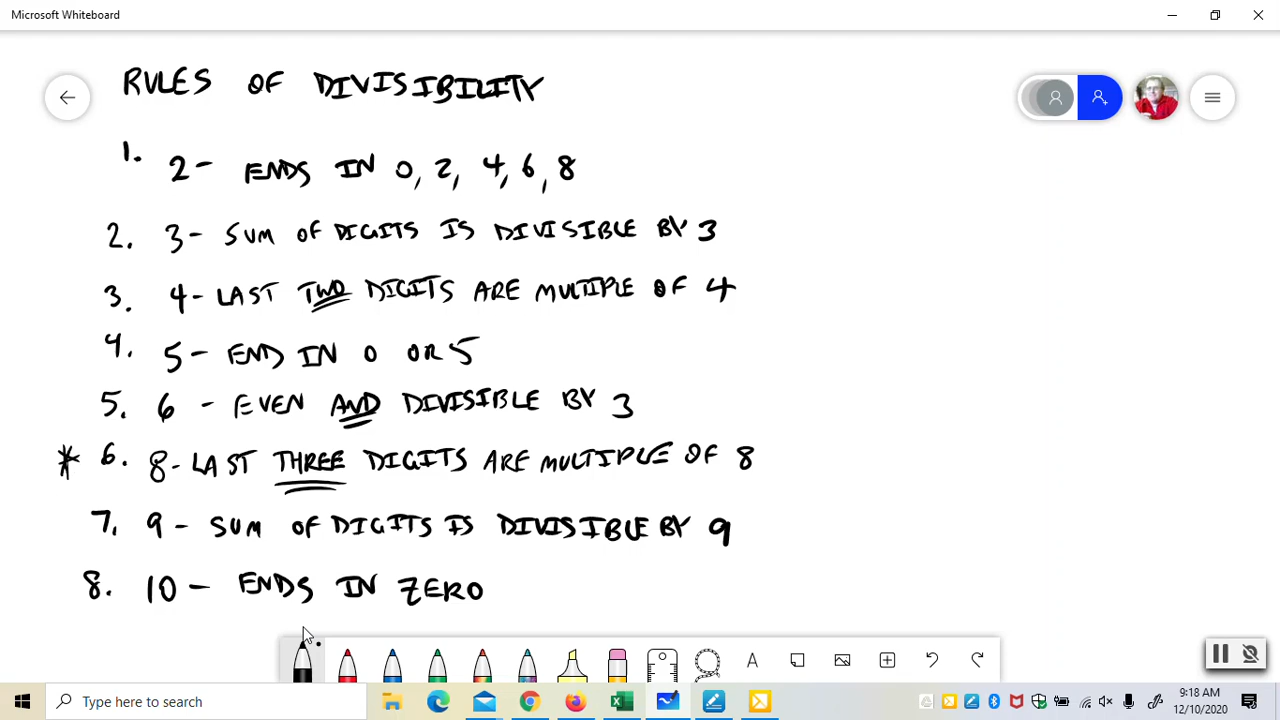 Microsoft Whiteboard
RULES OF DIVISIBILITY
1. 2- ENDS IN 0, 2, 4, 6, 8
2. 3- SUM OF DIGITS IS DIVISIBLE BY 3
3. 4- LAST TWO DIGITS ARE MULTIPLE OF 4
4. 5- END IN 0 OR 5
5. 6 - EVEN AND DIVISIBLE BY 3
* 6. 8- LAST THREE DIGITS ARE MULTIPLE OF 8
7. 9- SUM OF DIGITS IS DIVISIBLE BY 9
8. 10- ENDS IN ZERO
A
Type here to search
9:18 AM
12/10/2020